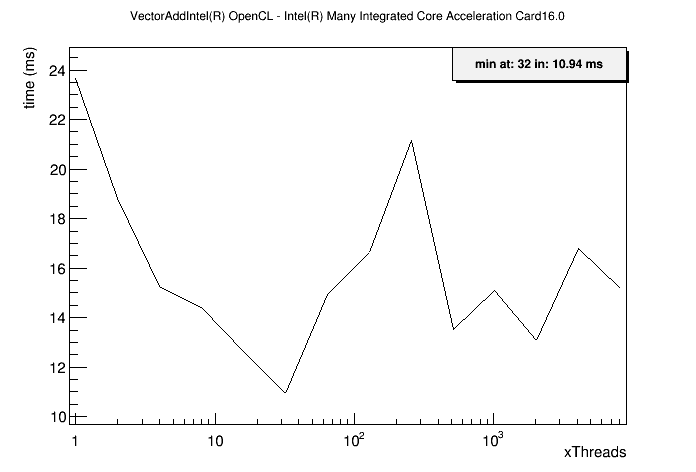 VectorAddIntel(R) OpenCL - Intel(R) Many Integrated Core Acceleration Card16.0
time (ms)
min at: 32 in: 10.94 ms
24
22
20
18
16
14
12
10
1 10 10² 10³
xThreads